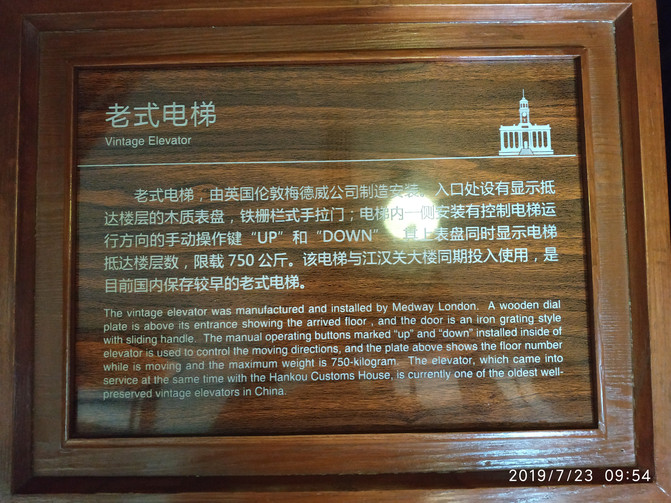 老式电梯
Vintage Elevator
老式电梯，由英国伦敦梅德威公司制造安装。入口处设有显示抵
达楼层的木质表盘，铁栅栏式手拉门；电梯内一侧安装有控制电梯运
行方向的手动操作键“UP”和“DOWN”，其上表盘同时显示电梯
抵达楼层数，限载 750 公斤。该电梯与江汉关大楼同期投入使用，是
目前国内保存较早的老式电梯。
The vintage elevator was manufactured and installed by Medway London. A wooden dial
plate is above its entrance showing the arrived floor , and the door is an iron grating style
with sliding handle. The manual operating buttons marked “up” and “down” installed inside of
elevator is used to control the moving directions, and the plate above shows the floor number
while is moving and the maximum weight is 750-kilogram. The elevator, which came into
service at the same time with the Hankou Customs House, is currently one of the oldest well-
preserved vintage elevators in China.
2019/7/23 09:54